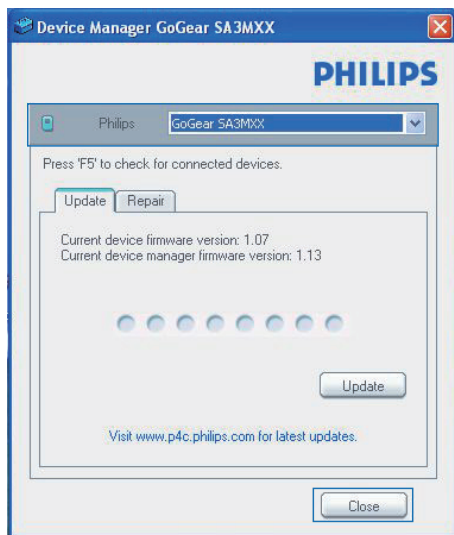 Device Manager GoGear SA3MXX
PHILIPS
Philips GoGear SA3MXX
Press 'F5' to check for connected devices.
Update Repair
Current device firmware version: 1.07
Current device manager firmware version: 1.13
Update
Visit www.p4c.philips.com for latest updates.
Close